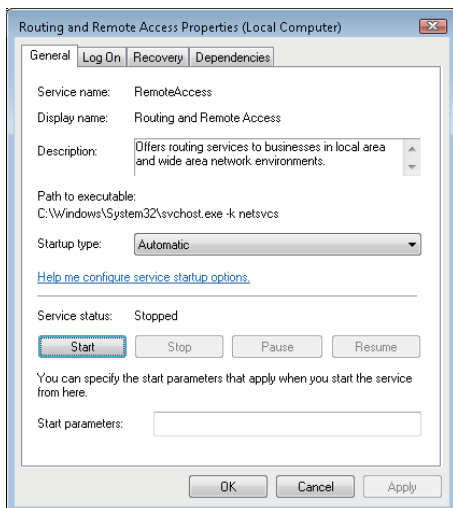 Routing and Remote Access Properties (Local Computer)
General Log On Recovery Dependencies
Service name: RemoteAccess
Display name: Routing and Remote Access
Description: Offers routing services to businesses in local area
and wide area network environments.
Path to executable:
C:\Windows\System32\svchost.exe -k netsvcs
Startup type: Automatic
Help me configure service startup options.
Service status: Stopped
Start Stop Pause Resume
You can specify the start parameters that apply when you start the service
from here.
Start parameters:
OK Cancel Apply